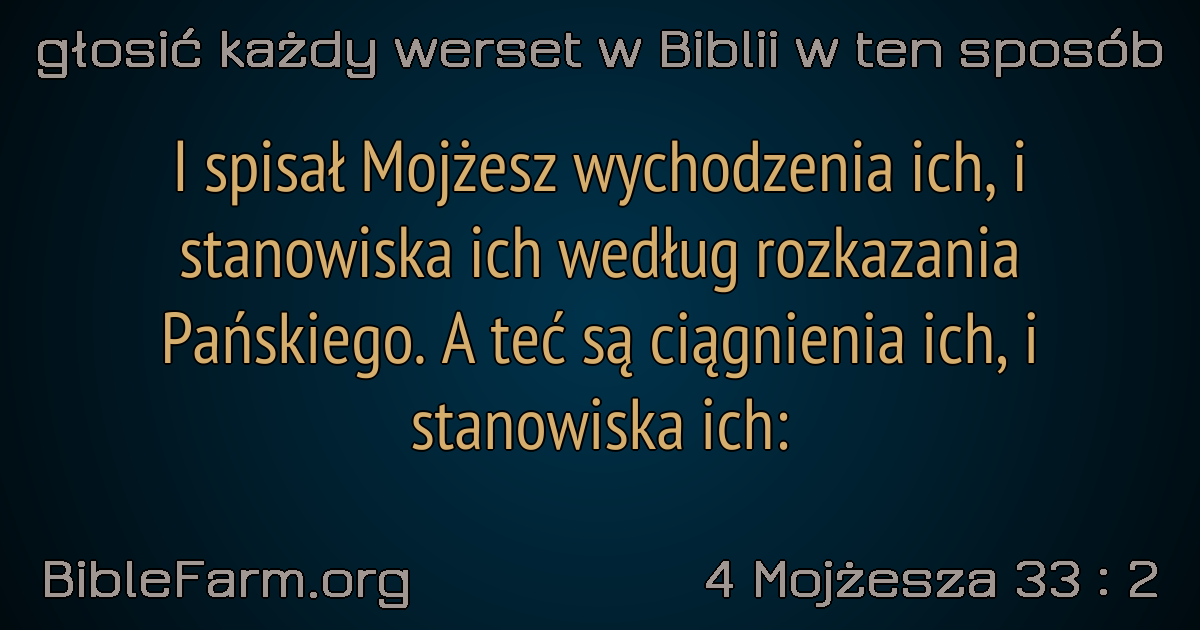 głosić każdy werset w Biblii w ten sposób
I spisał Mojżesz wychodzenia ich, i
stanowiska ich według rozkazania
Pańskiego. A teć są ciągnienia ich, i
stanowiska ich:
BibleFarm.org
4 Mojżesza 33 : 2